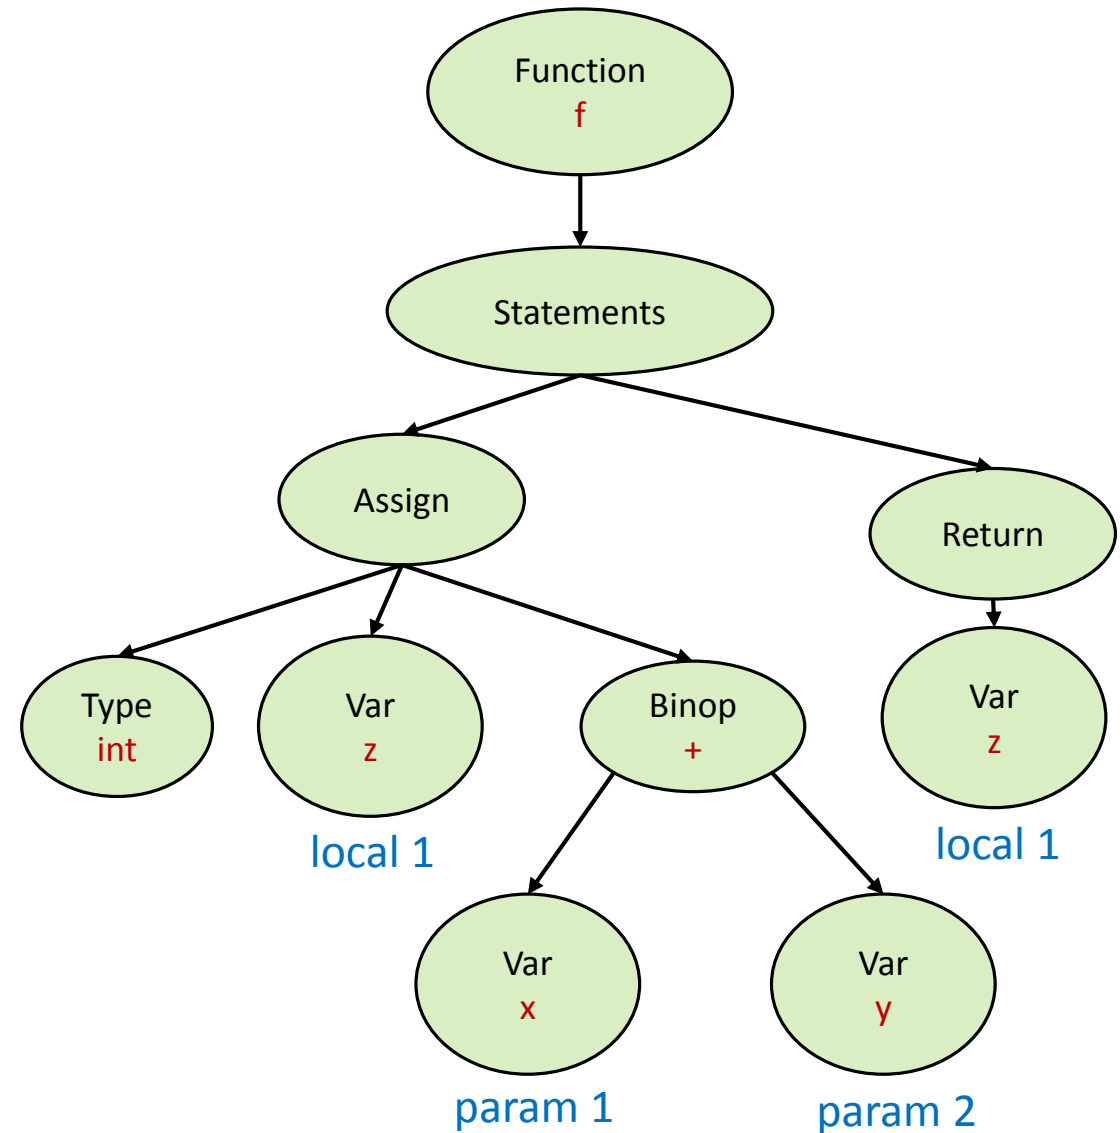 Function
f
Statements
Assign
Return
Type
int
Var
z
Binop
+
Var
z
local 1
local 1
Var
x
Var
y
param 1
param 2